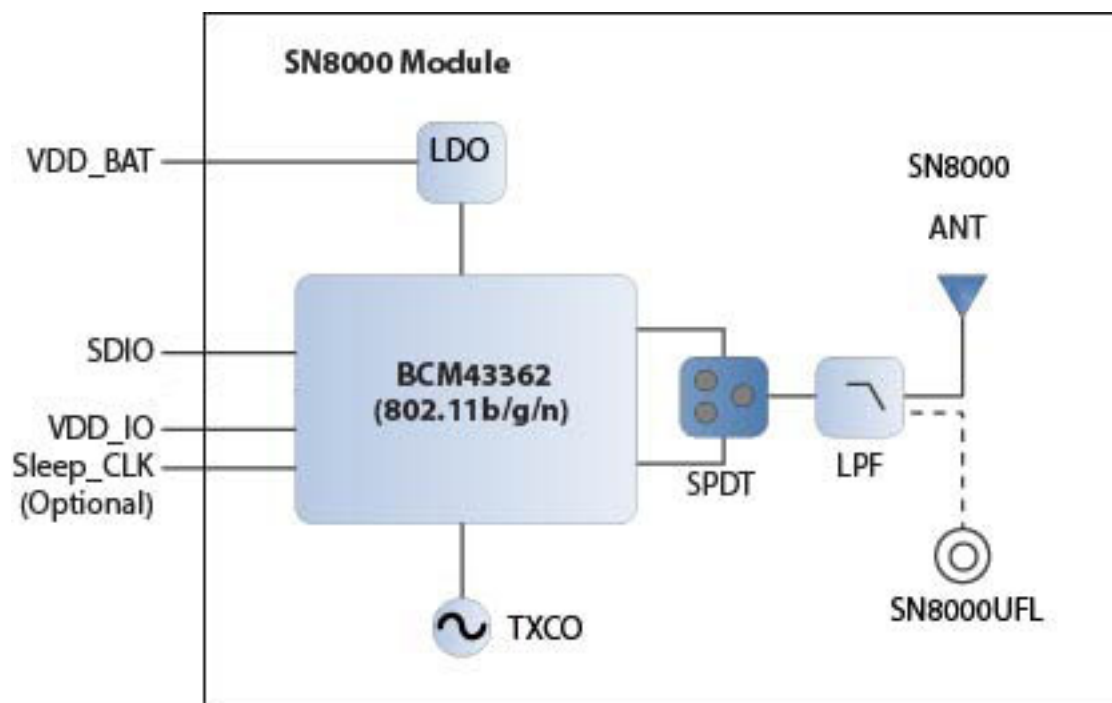 SN8000 Module
LDO
VDD_BAT
SN8000
ANT
SDIO
BCM43362
(802.11b/g/n)
VDD_IO
Sleep_CLK
(Optional)
SPDT
LPF
SN8000UFL
TXCO